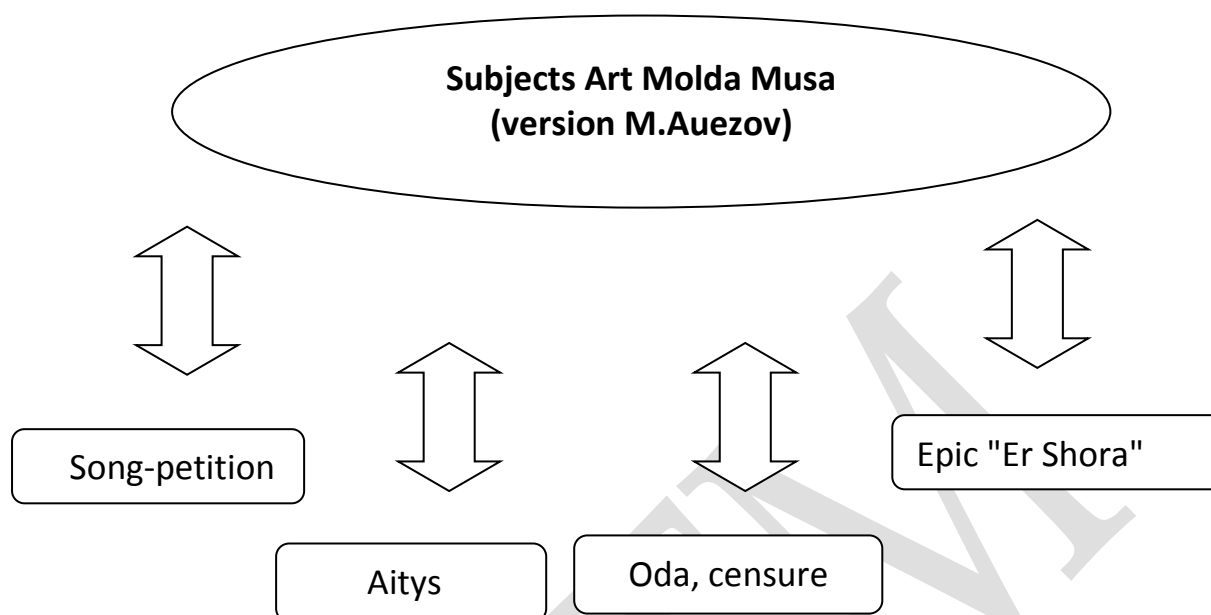 Subjects Art Molda Musa
(version M.Auezov)
Song-petition
Aitys
Oda, censure
Epic "Er Shora"